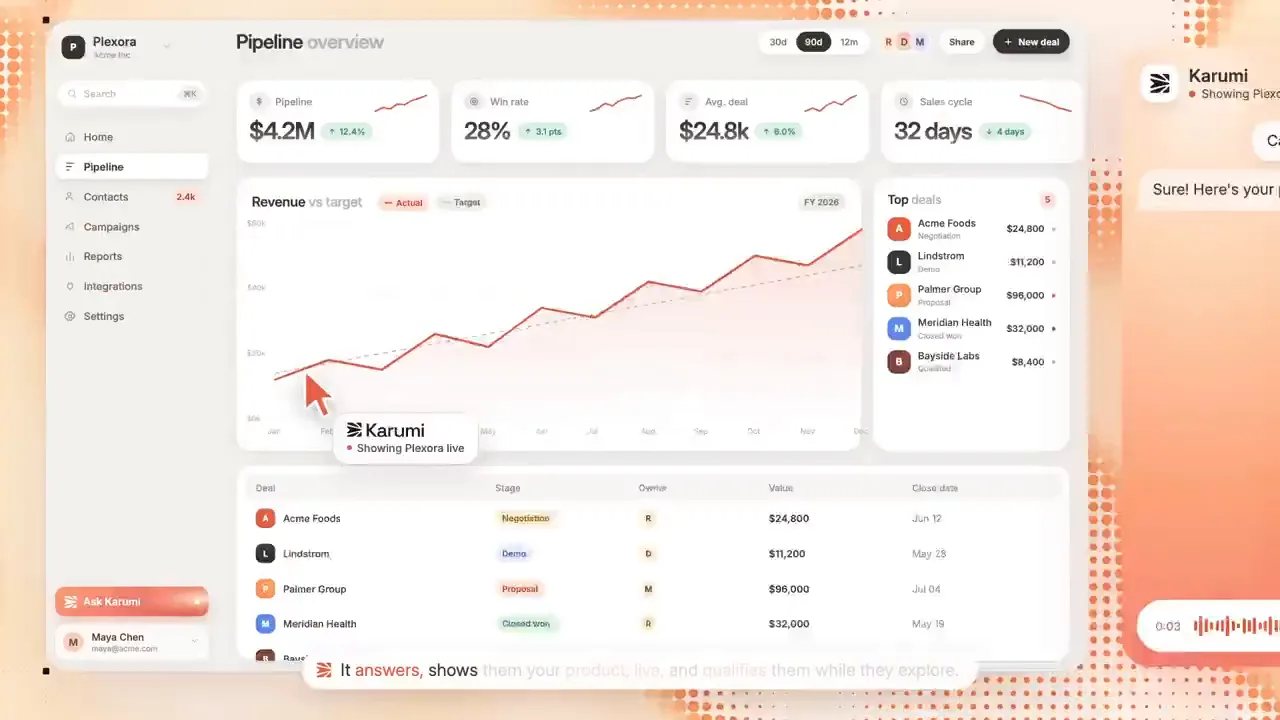 P
Plexora
Acme Inc
Search
⌘K
Home
Pipeline
Contacts
2.4k
Campaigns
Reports
Integrations
Settings
Ask Karumi
M
Maya Chen
maya@acme.com
Pipeline overview
30d
90d
12m
R D M
Share
+ New deal
$ Pipeline
$4.2M
↑ 12.4%
Win rate
28%
↑ 3.1 pts
Avg. deal
$24.8k
↑ 6.0%
Sales cycle
32 days
↓ 4 days
Revenue vs target
Actual
Target
FY 2026
$40k
$20k
Jan
May
Jun
Jul
Aug
Sep
Oct
Nov
Dec
Karumi
Showing Plexora live
Top deals
5
A
Acme Foods
Negotiation
$24,800
L
Lindstrom
Demo
$11,200
P
Palmer Group
Proposal
$96,000
M
Meridian Health
Closed won
$32,000
B
Bayside Labs
Qualified
$8,400
Deal Stage Owner Value Close date
A Acme Foods Negotiation R $24,800 Jun 12
L Lindstrom Demo D $11,200 May 28
P Palmer Group Proposal M $96,000 Jul 04
M Meridian Health Closed won R $32,000 May 19
B
It answers, shows them your product, live, and qualifies them while they explore.
Karumi
Showing
Sure! Here's your
0:03